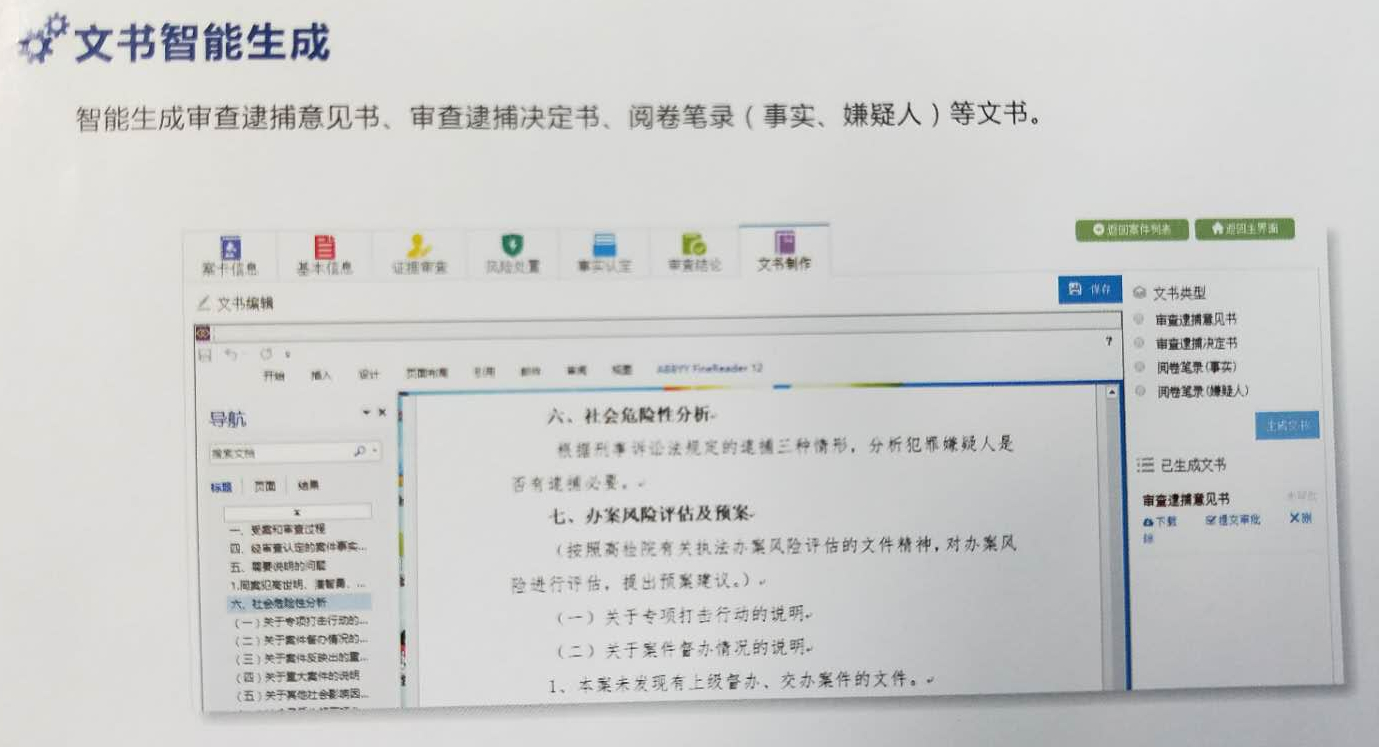 文书智能生成
智能生成审查逮捕意见书、审查逮捕决定书、阅卷笔录(事实、嫌疑人)等文书。
返回案件列表 返回主界面
案卡信息 基本信息 证据审查 风险处置 事实认定 审查结论 文书制作
文书编辑
保存
?
开始 插入 设计 页面布局 引用 邮件 审阅 视图 ABBYY FineReader 12
导航
搜索文档
标题 页面 结果
一、受案和审查过程
四、经审查认定的案件事实...
五、需要说明的问题
1.同案犯高世明、潘智勇、...
六、社会危险性分析
(一)关于专项打击行动的...
(二)关于案件督办情况的...
(三)关于案件反映出的重...
(四)关于重大案件的说明
(五)关于其他社会影响因...
六、社会危险性分析
根据刑事诉讼法规定的逮捕三种情形,分析犯罪嫌疑人是
否有逮捕必要。
七、办案风险评估及预案
(按照高检院有关执法办案风险评估的文件精神,对办案风
险进行评估,提出预案建议。)
(一)关于专项打击行动的说明
(二)关于案件督办情况的说明
1、本案未发现有上级督办、交办案件的文件。
文书类型
审查逮捕意见书
审查逮捕决定书
阅卷笔录(事实)
阅卷笔录(嫌疑人)
生成文书
已生成文书
审查逮捕意见书
下载 提交审批 删
除